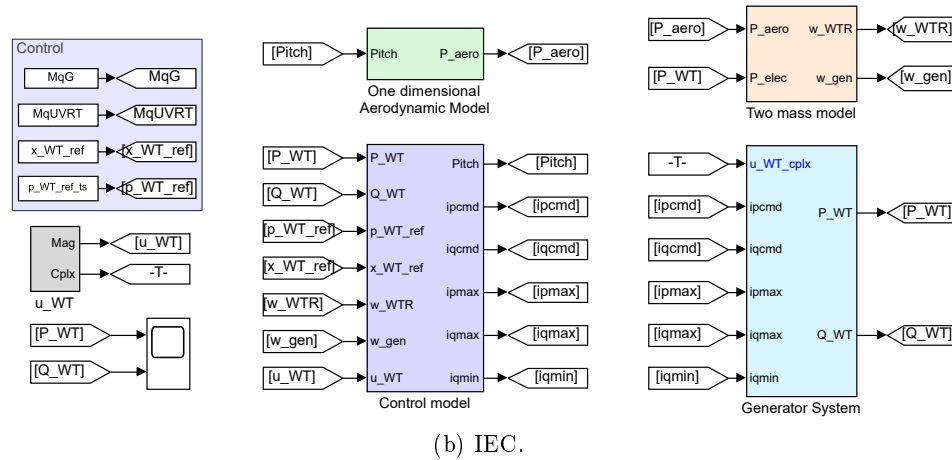 Control
MqG MqG
MqUVRT MqUVRT
x_WT_ref [x_WT_ref]
p_WT_ref_ts [p_WT_ref]
Mag [u_WT]
Cplx -T-
u_WT
[P_WT]
[Q_WT]
[Pitch] Pitch P_aero [P_aero]
One dimensional
Aerodynamic Model
[P_WT] P_WT Pitch [Pitch]
[Q_WT] Q_WT ipcmd [ipcmd]
[p_WT_ref] p_WT_ref iqcmd [iqcmd]
[x_WT_ref] x_WT_ref ipmax [ipmax]
[w_WTR] w_WTR
[w_gen] w_gen iqmax [iqmax]
[u_WT] u_WT iqmin [iqmin]
Control model
[P_aero] P_aero w_WTR [w_WTR]
[P_WT] P_elec w_gen [w_gen]
Two mass model
-T- u_WT_cplx
[ipcmd] ipcmd P_WT [P_WT]
[iqcmd] iqcmd
[ipmax] ipmax
[iqmax] iqmax Q_WT [Q_WT]
[iqmin] iqmin
Generator System
(b) IEC.